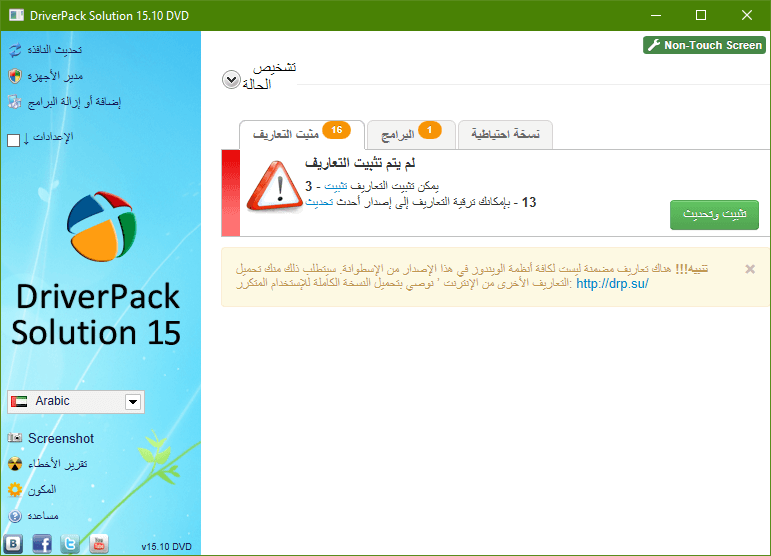 DriverPack Solution 15.10 DVD
تحديث النافذة
مدير الأجهزة
إضافة أو إزالة البرامج
↓ الإعدادات
DriverPack
Solution 15
Arabic
Screenshot
تقرير الأخطاء
المكون
مساعدة
v15.10 DVD
Non-Touch Screen
تشخيص
الحالة
مثبت التعاريف 16
البرامج 1
نسخة احتياطية
لم يتم تثبيت التعاريف
3 - يمكن تثبيت التعاريف تثبيت
13 - بإمكانك ترقية التعاريف إلى إصدار أحدث تحديث
تثبيت وتحديث
تنبيه!!! هناك تعاريف مضمنة ليست لكافة أنظمة الويندوز في هذا الإصدار من الإسطوانة. سيتطلب ذلك منك تحميل
التعاريف الأخرى من الإنترنت ' نوصي بتحميل النسخة الكاملة للإستخدام المتكرر: http://drp.su/